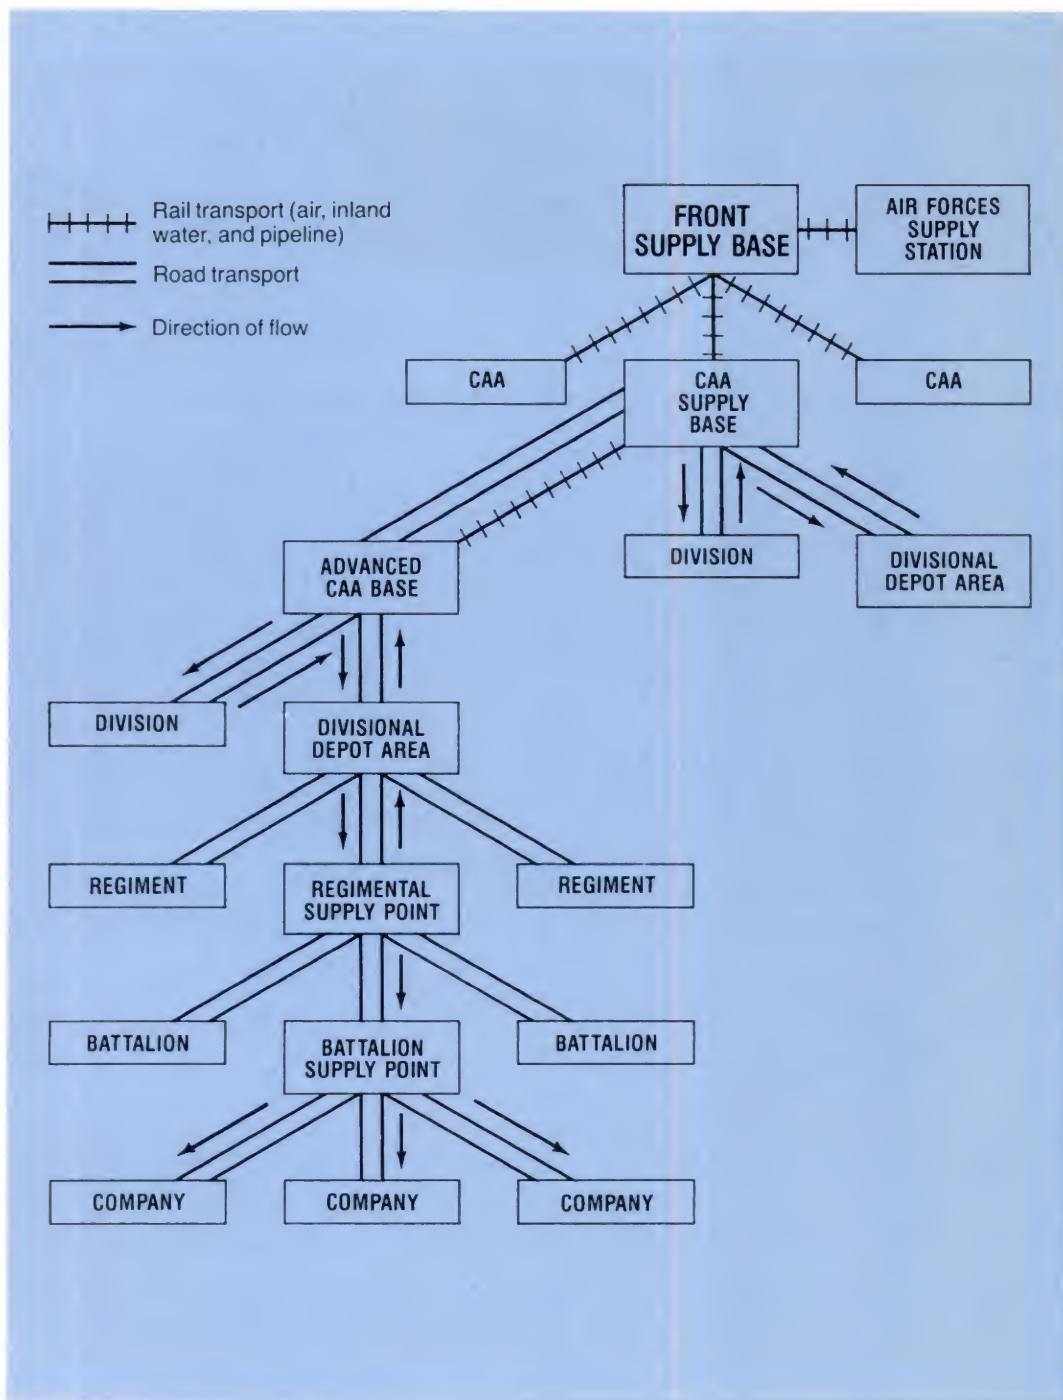 Rail transport (air, inland
water, and pipeline)
Road transport
Direction of flow
FRONT
SUPPLY BASE
AIR FORCES
SUPPLY
STATION
CAA
CAA
SUPPLY
BASE
CAA
ADVANCED
CAA BASE
DIVISION
DIVISIONAL
DEPOT AREA
DIVISION
DIVISIONAL
DEPOT AREA
REGIMENT
REGIMENTAL
SUPPLY POINT
REGIMENT
BATTALION
BATTALION
SUPPLY POINT
BATTALION
COMPANY
COMPANY
COMPANY